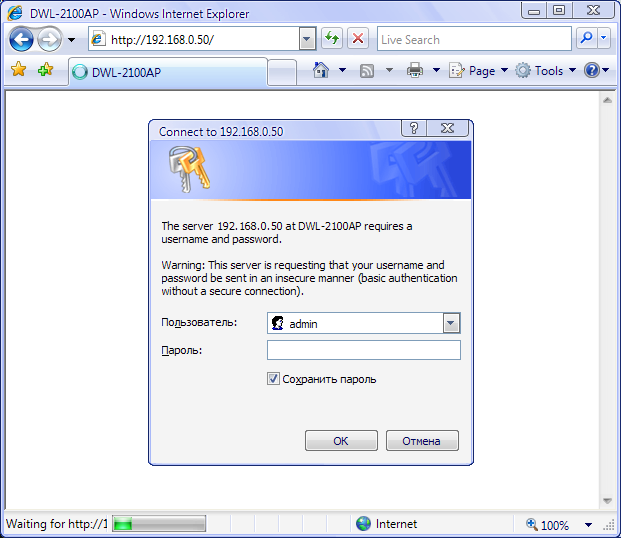 DWL-2100AP - Windows Internet Explorer
http://192.168.0.50/
Live Search
DWL-2100AP
Page
Tools
Connect to 192.168.0.50
The server 192.168.0.50 at DWL-2100AP requires a
username and password.
Warning: This server is requesting that your username and
password be sent in an insecure manner (basic authentication
without a secure connection).
Пользователь:
admin
Пароль:
Сохранить пароль
OK
Отмена
Waiting for http://1
Internet
100%